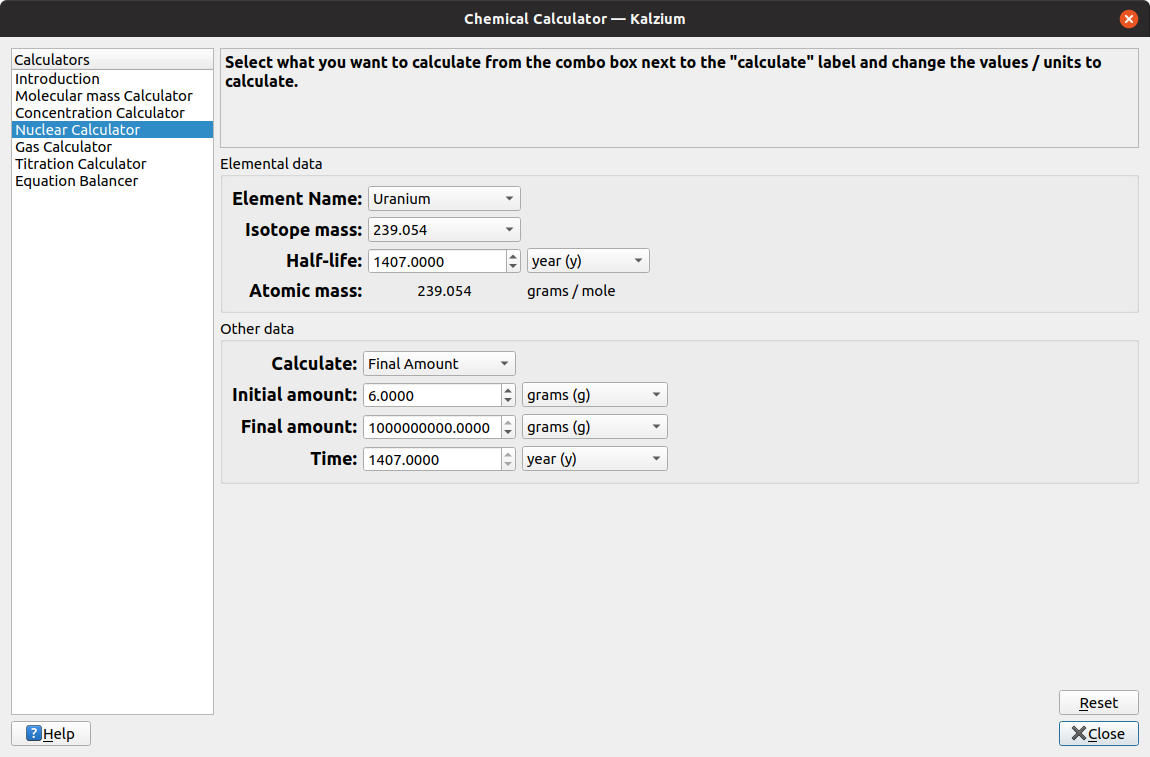 Chemical Calculator — Kalzium
Calculators
Introduction
Molecular mass Calculator
Concentration Calculator
Nuclear Calculator
Gas Calculator
Titration Calculator
Equation Balancer
Select what you want to calculate from the combo box next to the "calculate" label and change the values / units to
calculate.
Elemental data
Element Name: Uranium
Isotope mass: 239.054
Half-life: 1407.0000 year (y)
Atomic mass: 239.054 grams / mole
Other data
Calculate: Final Amount
Initial amount: 6.0000 grams (g)
Final amount: 1000000000.0000 grams (g)
Time: 1407.0000 year (y)
Reset
? Help
Close